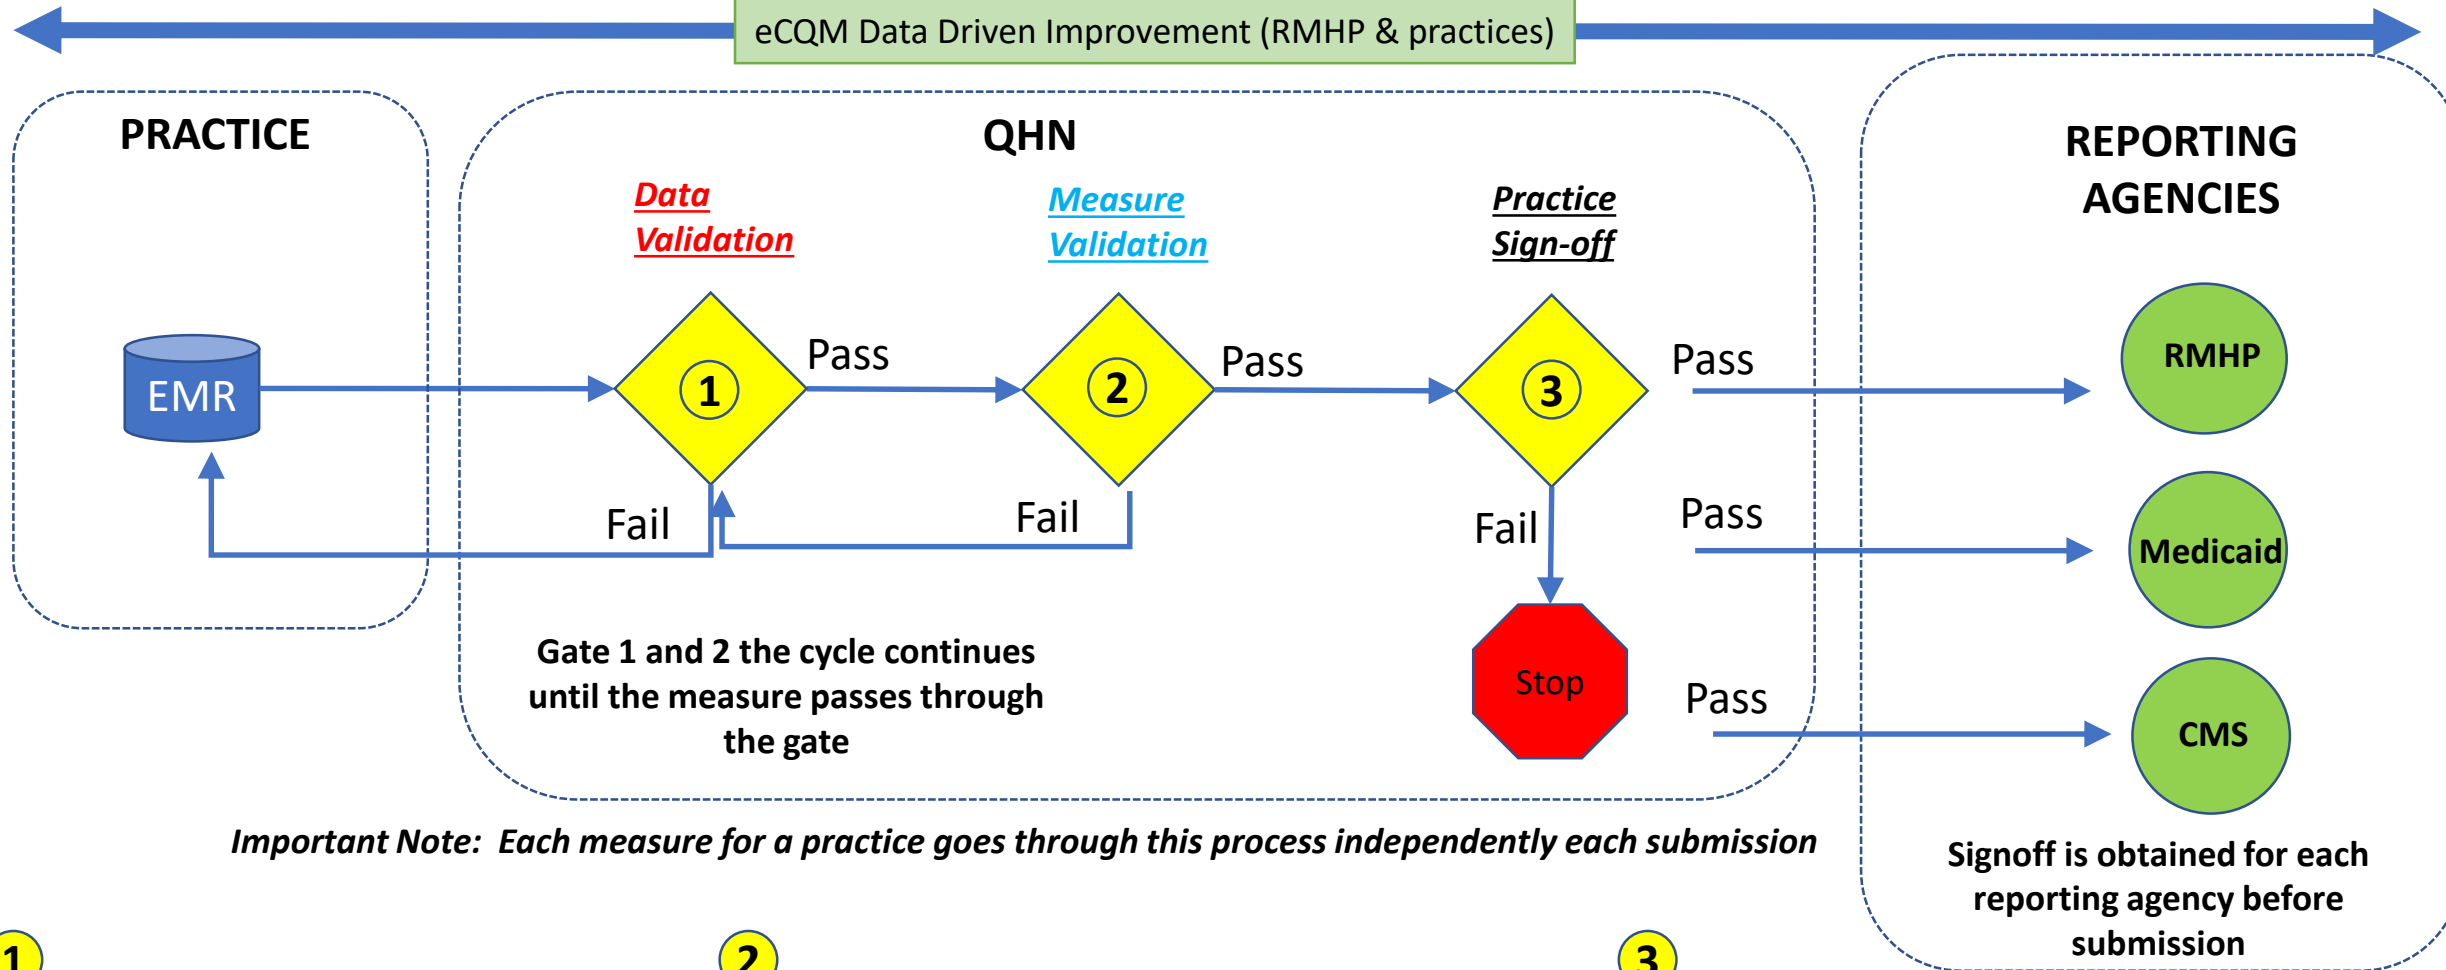 eCQM Data Driven Improvement (RMHP & practices)
PRACTICE
QHN
REPORTING
AGENCIES
Data
Validation
Measure
Validation
Practice
Sign-off
EMR
1
Pass
2
Pass
3
Pass
RMHP
Fail
Fail
Fail
Pass
Medicaid
Stop
Pass
CMS
Gate 1 and 2 the cycle continues
until the measure passes through
the gate
Important Note:  Each measure for a practice goes through this process independently each submission
Signoff is obtained for each
reporting agency before
submission
1
2
3